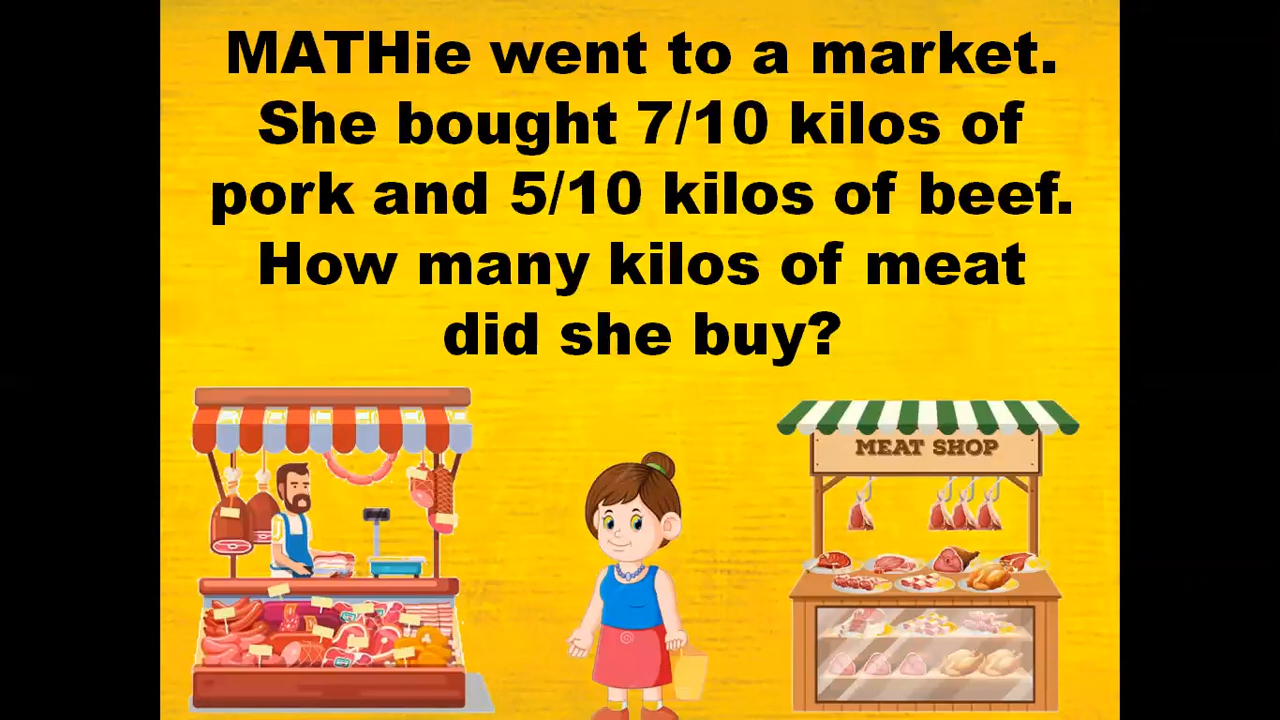 MATHie went to a market.
She bought 7/10 kilos of
pork and 5/10 kilos of beef.
How many kilos of meat
did she buy?
MEAT SHOP